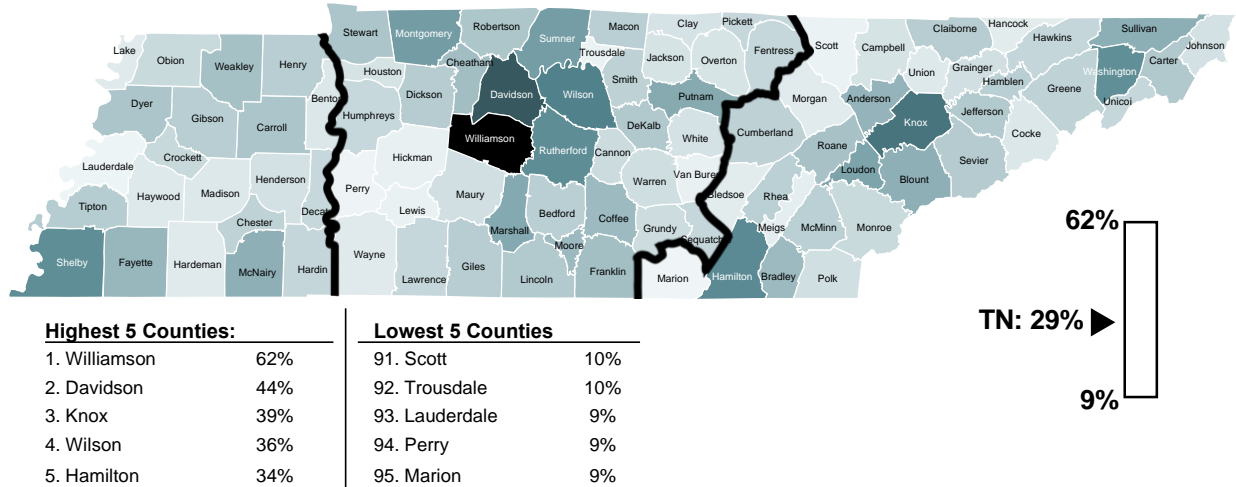 Stewart
Montgomery
Robertson
Sumner
Macon
Clay
Pickett
Scott
Campbell
Claiborne
Hancock
Hawkins
Sullivan
Johnson
Lake
Obion
Weakley
Henry
Houston
Cheatham
Trousdale
Jackson
Overton
Fentress
Union
Grainger
Hamblen
Greene
Washington
Carter
Unicoi
Dyer
Gibson
Carroll
Benton
Humphreys
Dickson
Davidson
Wilson
Smith
Putnam
Morgan
Anderson
Knox
Jefferson
Cocke
Sevier
Crockett
Williamson
Rutherford
Cannon
DeKalb
White
Cumberland
Roane
Loudon
Blount
Lauderdale
Haywood
Madison
Henderson
Decat
Perry
Hickman
Lewis
Maury
Warren
Van Bure
Bledsoe
Rhea
Meigs
McMinn
Monroe
Tipton
Chester
Marshall
Bedford
Coffee
Moore
Grundy
Sequatch
Shelby
Fayette
Hardeman
McNairy
Hardin
Wayne
Lawrence
Giles
Lincoln
Franklin
Marion
Hamilton
Bradley
Polk
62%
TN: 29%
9%
Highest 5 Counties:
1. Williamson 62%
2. Davidson 44%
3. Knox 39%
4. Wilson 36%
5. Hamilton 34%
Lowest 5 Counties
91. Scott 10%
92. Trousdale 10%
93. Lauderdale 9%
94. Perry 9%
95. Marion 9%